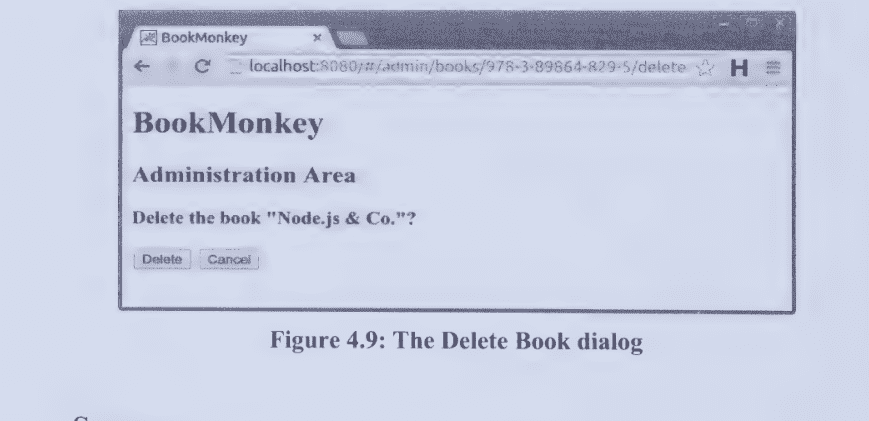 BookMonkey
localhost:8080/#/admin/books/978-3-89864-829-5/delete
BookMonkey
Administration Area
Delete the book "Node.js & Co."?
Delete Cancel
Figure 4.9: The Delete Book dialog